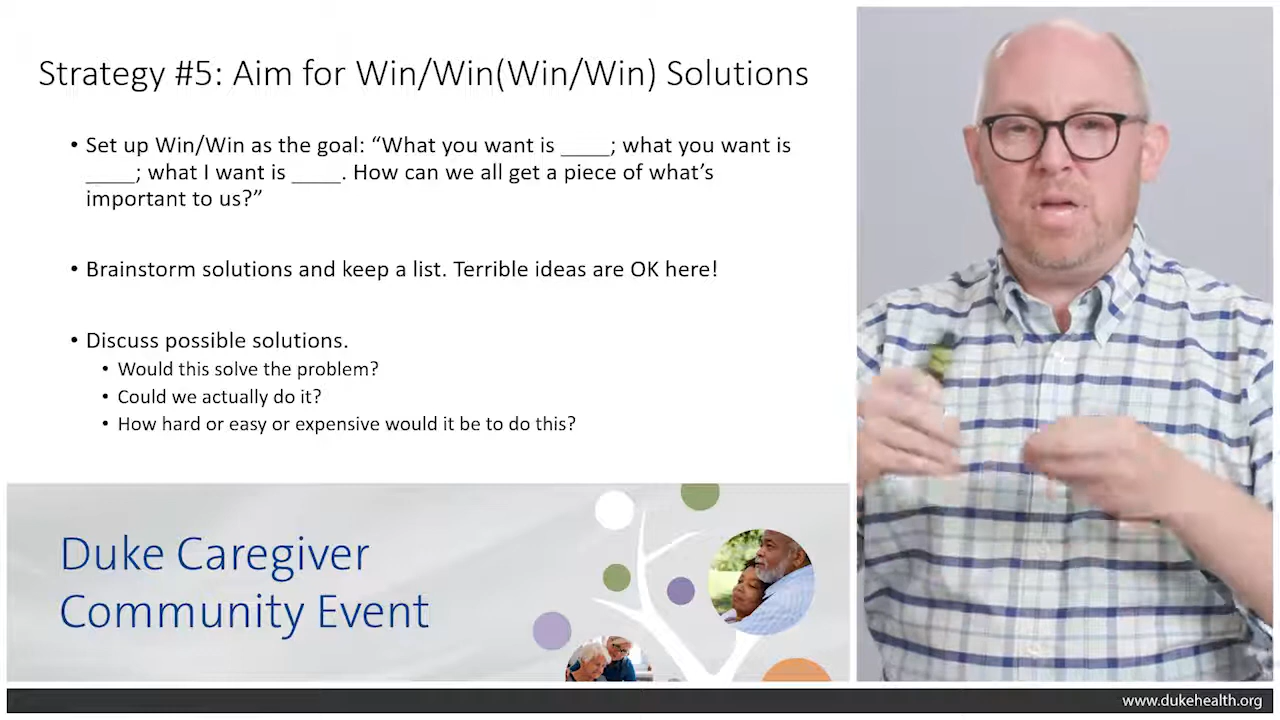 Strategy #5: Aim for Win/Win(Win/Win) Solutions
• Set up Win/Win as the goal: “What you want is ____; what you want is
____; what I want is ____. How can we all get a piece of what’s
important to us?”
• Brainstorm solutions and keep a list. Terrible ideas are OK here!
• Discuss possible solutions.
• Would this solve the problem?
• Could we actually do it?
• How hard or easy or expensive would it be to do this?
Duke Caregiver
Community Event
www.dukehealth.org